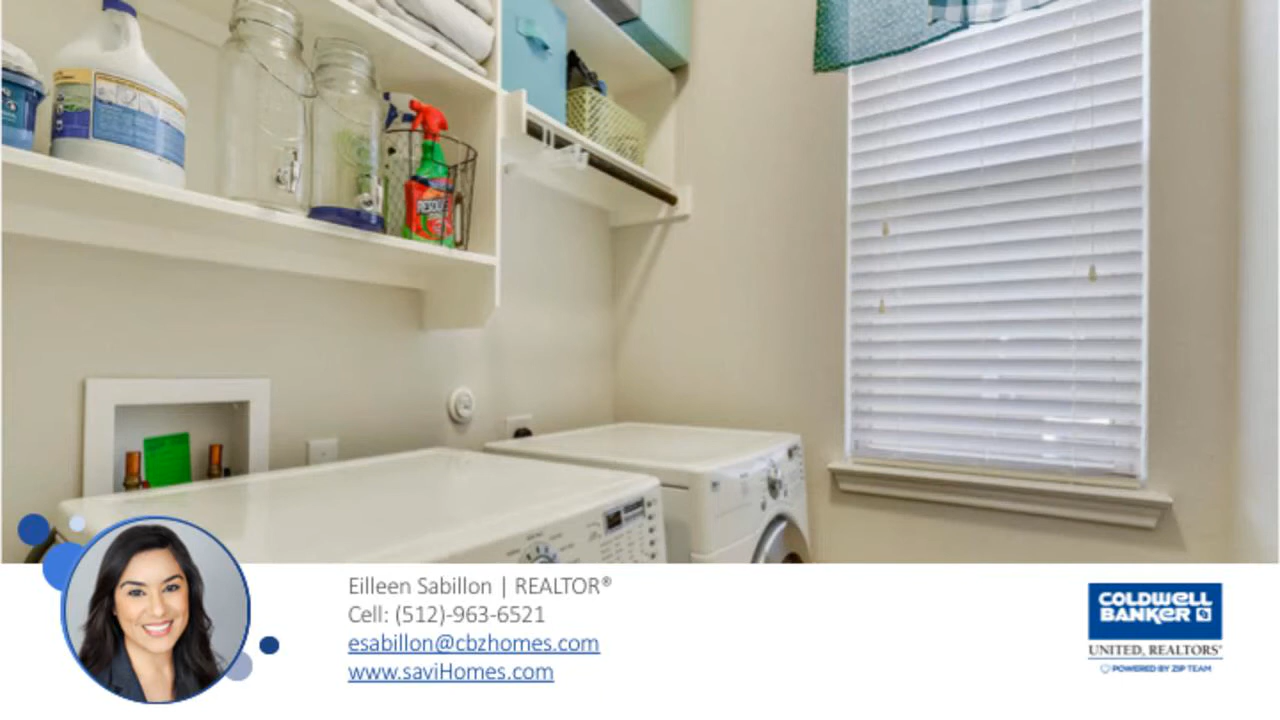 RESOLVE
Eilleen Sabillon | REALTOR®
Cell: (512)-963-6521
esabillon@cbzhomes.com
www.saviHomes.com
COLDWELL
BANKER
UNITED, REALTORS®
POWERED BY ZIP TEAM